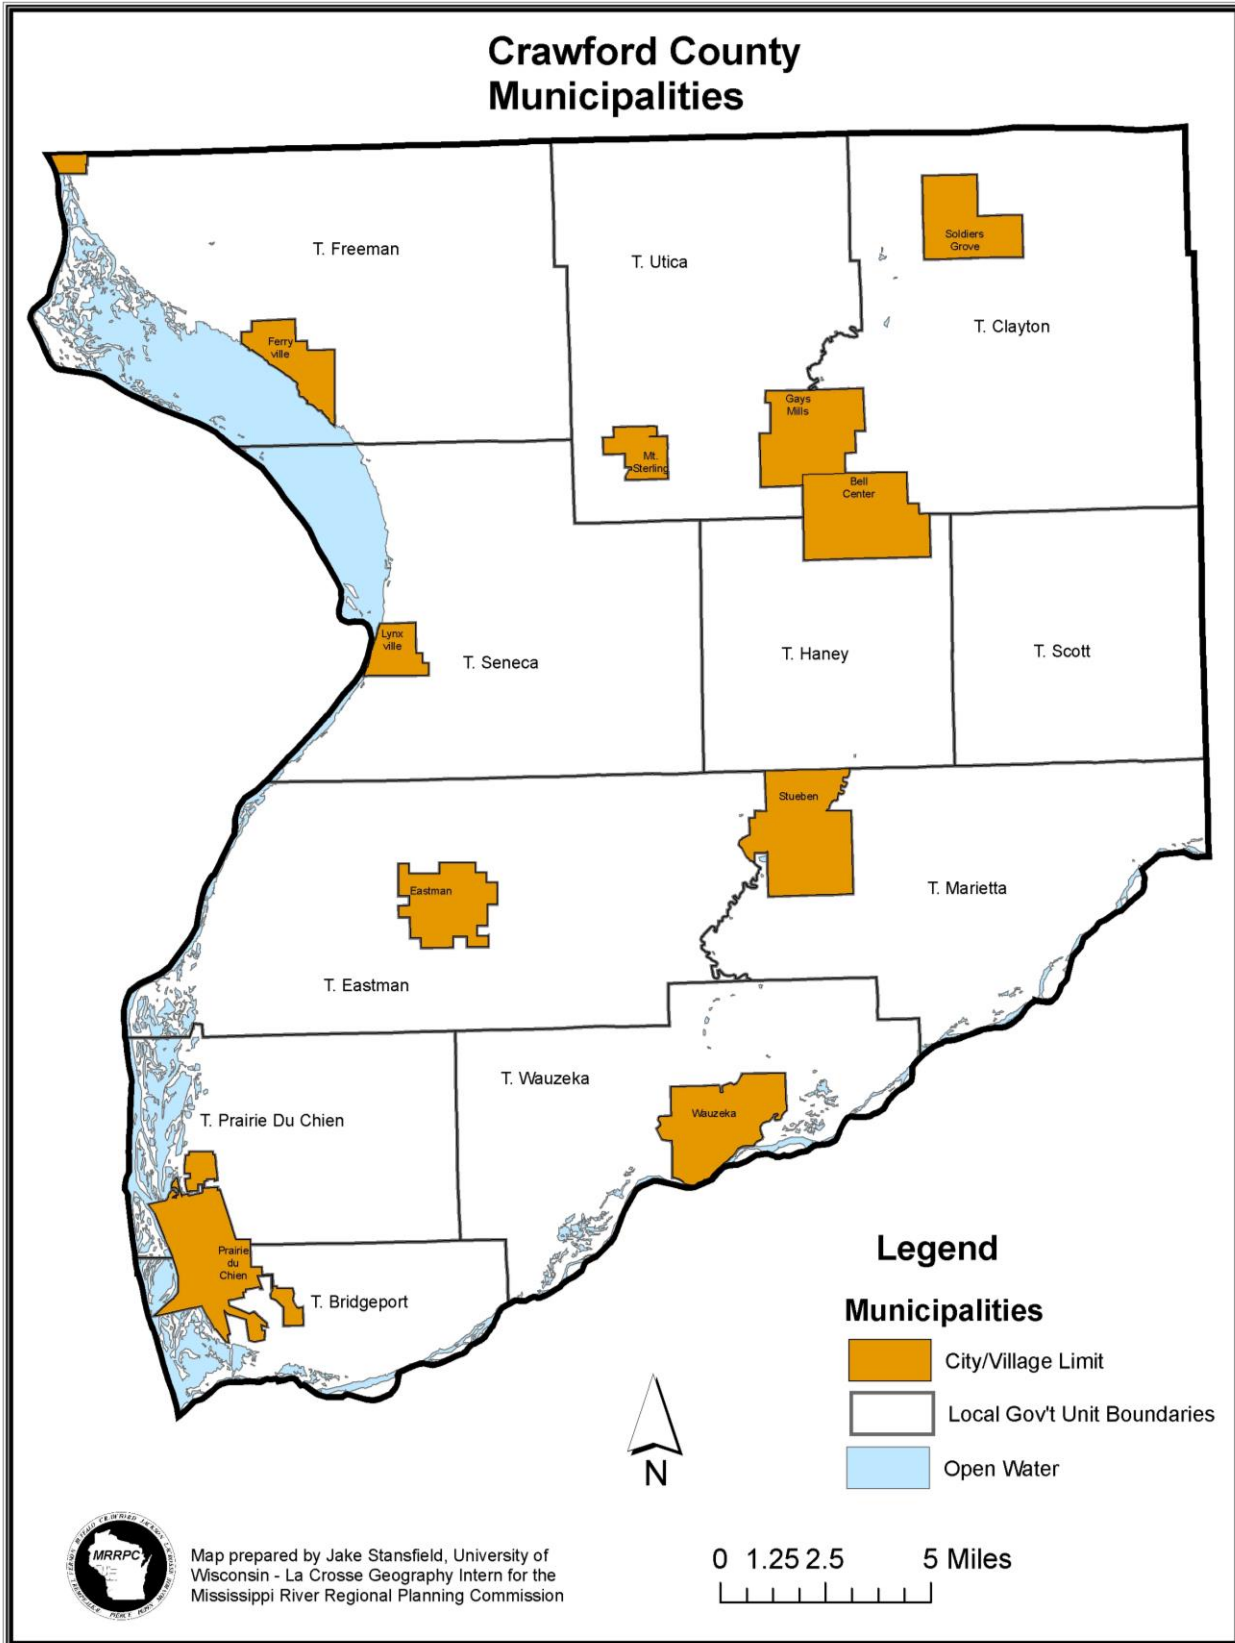 Crawford County
Municipalities
T. Freeman
T. Utica
Soldiers
Grove
T. Clayton
Ferry
ville
Gays
Mills
Mt.
Sterling
Bell
Center
Lynx
ville
T. Seneca
T. Haney
T. Scott
Stueben
Eastman
T. Marietta
T. Eastman
T. Wauzeka
Wauzeka
T. Prairie Du Chien
Prairie
du
Chien
T. Bridgeport
Legend
Municipalities
City/Village Limit
Local Gov't Unit Boundaries
Open Water
N
MRRPC
Map prepared by Jake Stansfield, University of
Wisconsin - La Crosse Geography Intern for the
Mississippi River Regional Planning Commission
0 1.25 2.5 5 Miles